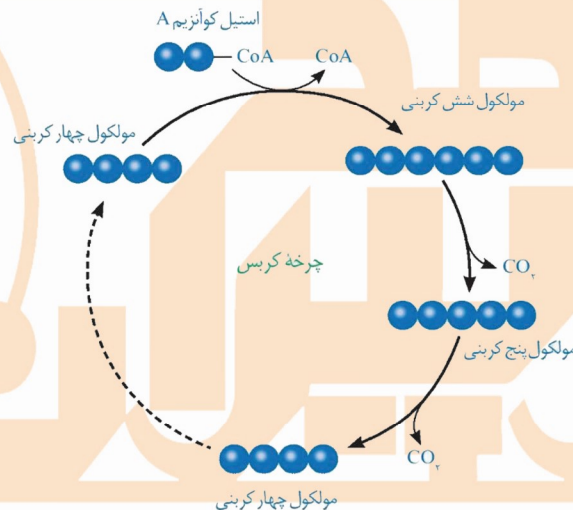 استیل کوآنزیم A
CoA
CoA
مولکول شش کربنی
مولکول چهار کربنی
چرخهٔ کربس
CO₂
مولکول پنج کربنی
CO₂
مولکول چهار کربنی